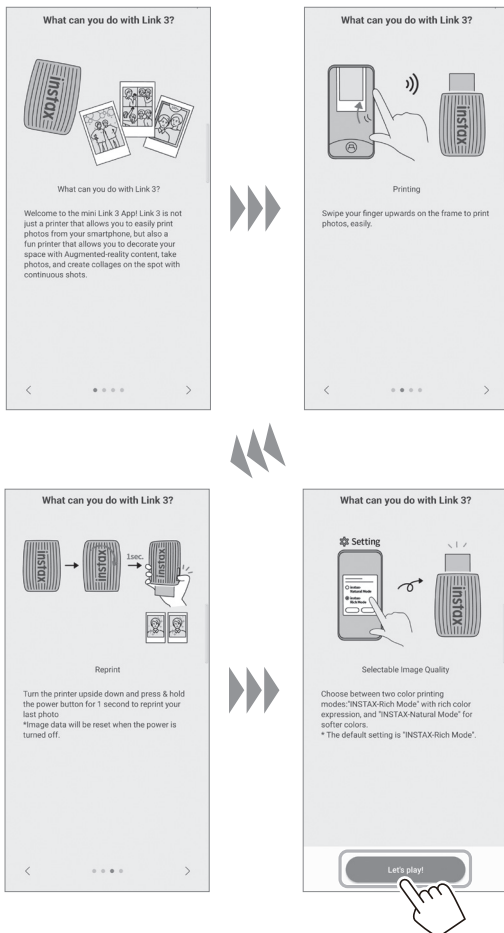 What can you do with Link 3?
instax
What can you do with Link 3?
Welcome to the mini Link 3 App! Link 3 is not
just a printer that allows you to easily print
photos from your smartphone, but also a
fun printer that allows you to decorate your
space with Augmented-reality content, take
photos, and create collages on the spot with
continuous shots.
What can you do with Link 3?
instax
Printing
Swipe your finger upwards on the frame to print
photos, easily.
What can you do with Link 3?
instax
instax
1sec.
instax
Reprint
Turn the printer upside down and press & hold
the power button for 1 second to reprint your
last photo
*Image data will be reset when the power is
turned off.
What can you do with Link 3?
Setting
instax
Natural Mode
instax
Rich Mode
instax
Selectable Image Quality
Choose between two color printing
modes:"INSTAX-Rich Mode" with rich color
expression, and "INSTAX-Natural Mode" for
softer colors.
* The default setting is "INSTAX-Rich Mode".
Let's play!